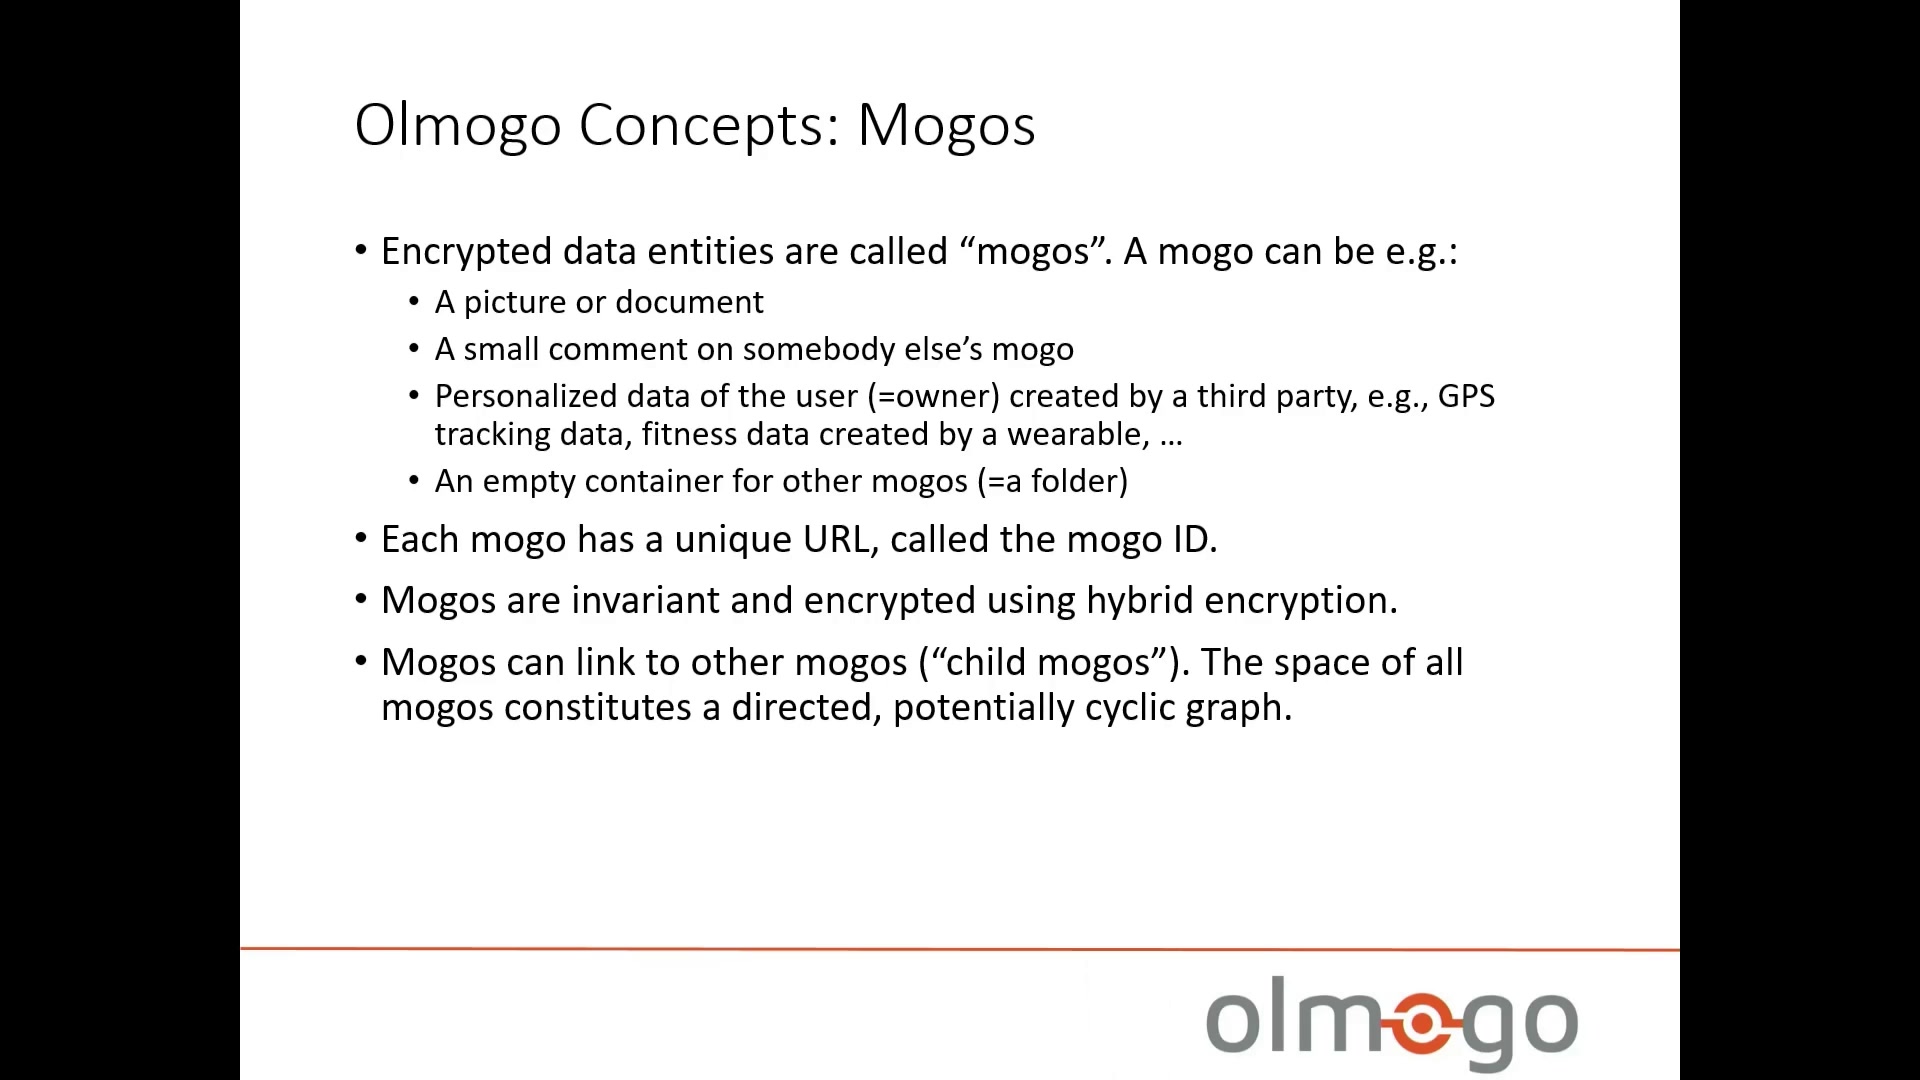 Olmogo Concepts: Mogos
• Encrypted data entities are called “mogos”. A mogo can be e.g.:
• A picture or document
• A small comment on somebody else’s mogo
• Personalized data of the user (=owner) created by a third party, e.g., GPS
tracking data, fitness data created by a wearable, …
• An empty container for other mogos (=a folder)
• Each mogo has a unique URL, called the mogo ID.
• Mogos are invariant and encrypted using hybrid encryption.
• Mogos can link to other mogos (“child mogos”). The space of all
mogos constitutes a directed, potentially cyclic graph.
olmogo